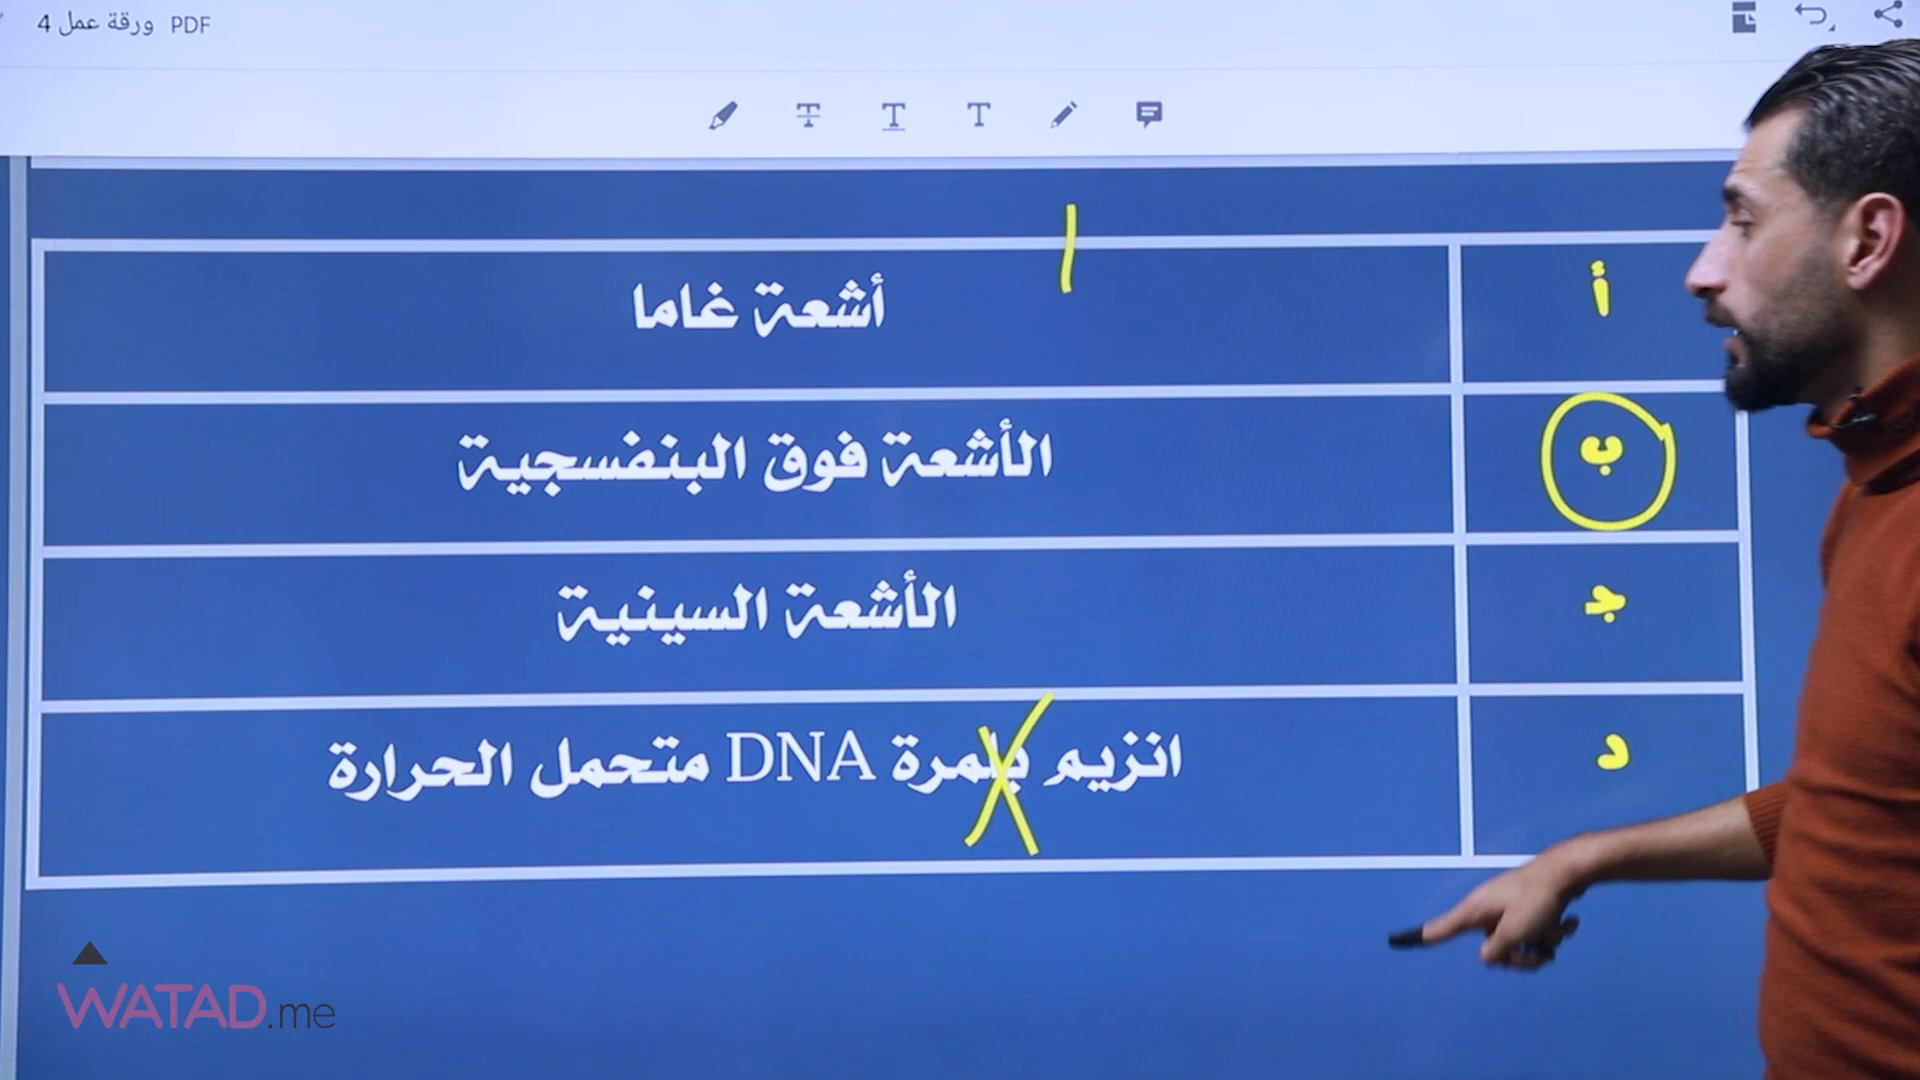 ورقة عمل 4 PDF
أ أشعة غاما
ب الأشعة فوق البنفسجية
ج الأشعة السينية
د انزيم بلمرة DNA متحمل الحرارة
WATAD.me